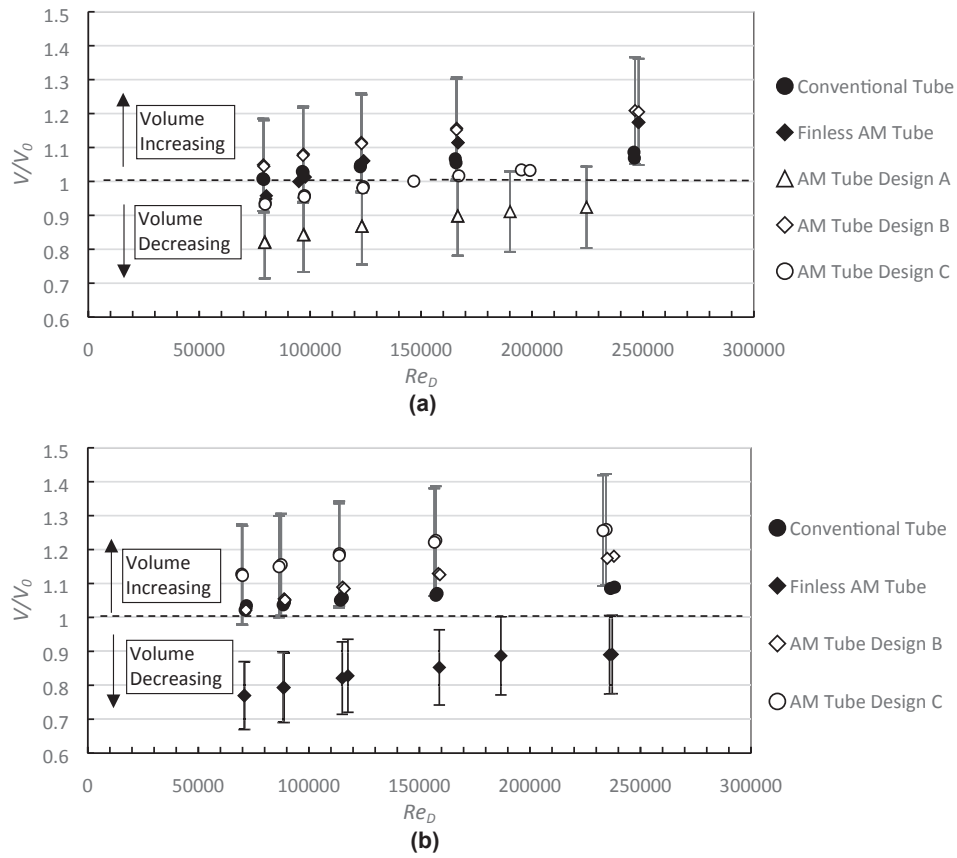 1.5
1.4
1.3
1.2
1.1
1
0.9
0.8
0.7
0.6
V/V0
Volume
Increasing
Volume
Decreasing
0 50000 100000 150000 200000 250000 300000
ReD
(a)
Conventional Tube
Finless AM Tube
AM Tube Design A
AM Tube Design B
AM Tube Design C
1.5
1.4
1.3
1.2
1.1
1
0.9
0.8
0.7
0.6
V/V0
Volume
Increasing
Volume
Decreasing
0 50000 100000 150000 200000 250000 300000
ReD
(b)
Conventional Tube
Finless AM Tube
AM Tube Design B
AM Tube Design C